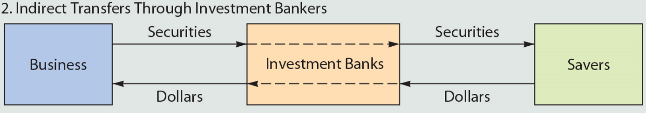 2. Indirect Transfers Through Investment Bankers
Securities
Securities
Business
Investment Banks
Savers
Dollars
Dollars